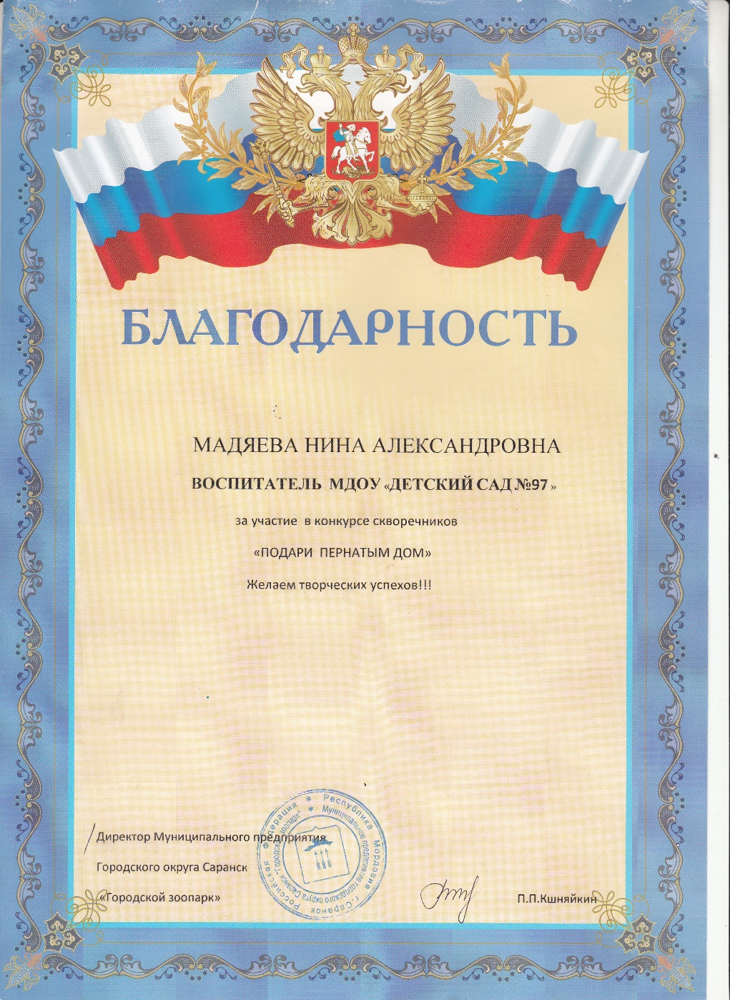 БЛАГОДАРНОСТЬ
МАДЯЕВА НИНА АЛЕКСАНДРОВНА
ВОСПИТАТЕЛЬ МДОУ «ДЕТСКИЙ САД №97»
за участие в конкурсе скворечников
«ПОДАРИ ПЕРНАТЫМ ДОМ»
Желаем творческих успехов!!!
Директор Муниципального предприятия
Городского округа Саранск
«Городской зоопарк»
П.П.Кшняйкин
Российская Федерация * Республика Мордовия г. Саранск
* Муниципальное предприятие городского округа Саранск "Городской зоопарк"